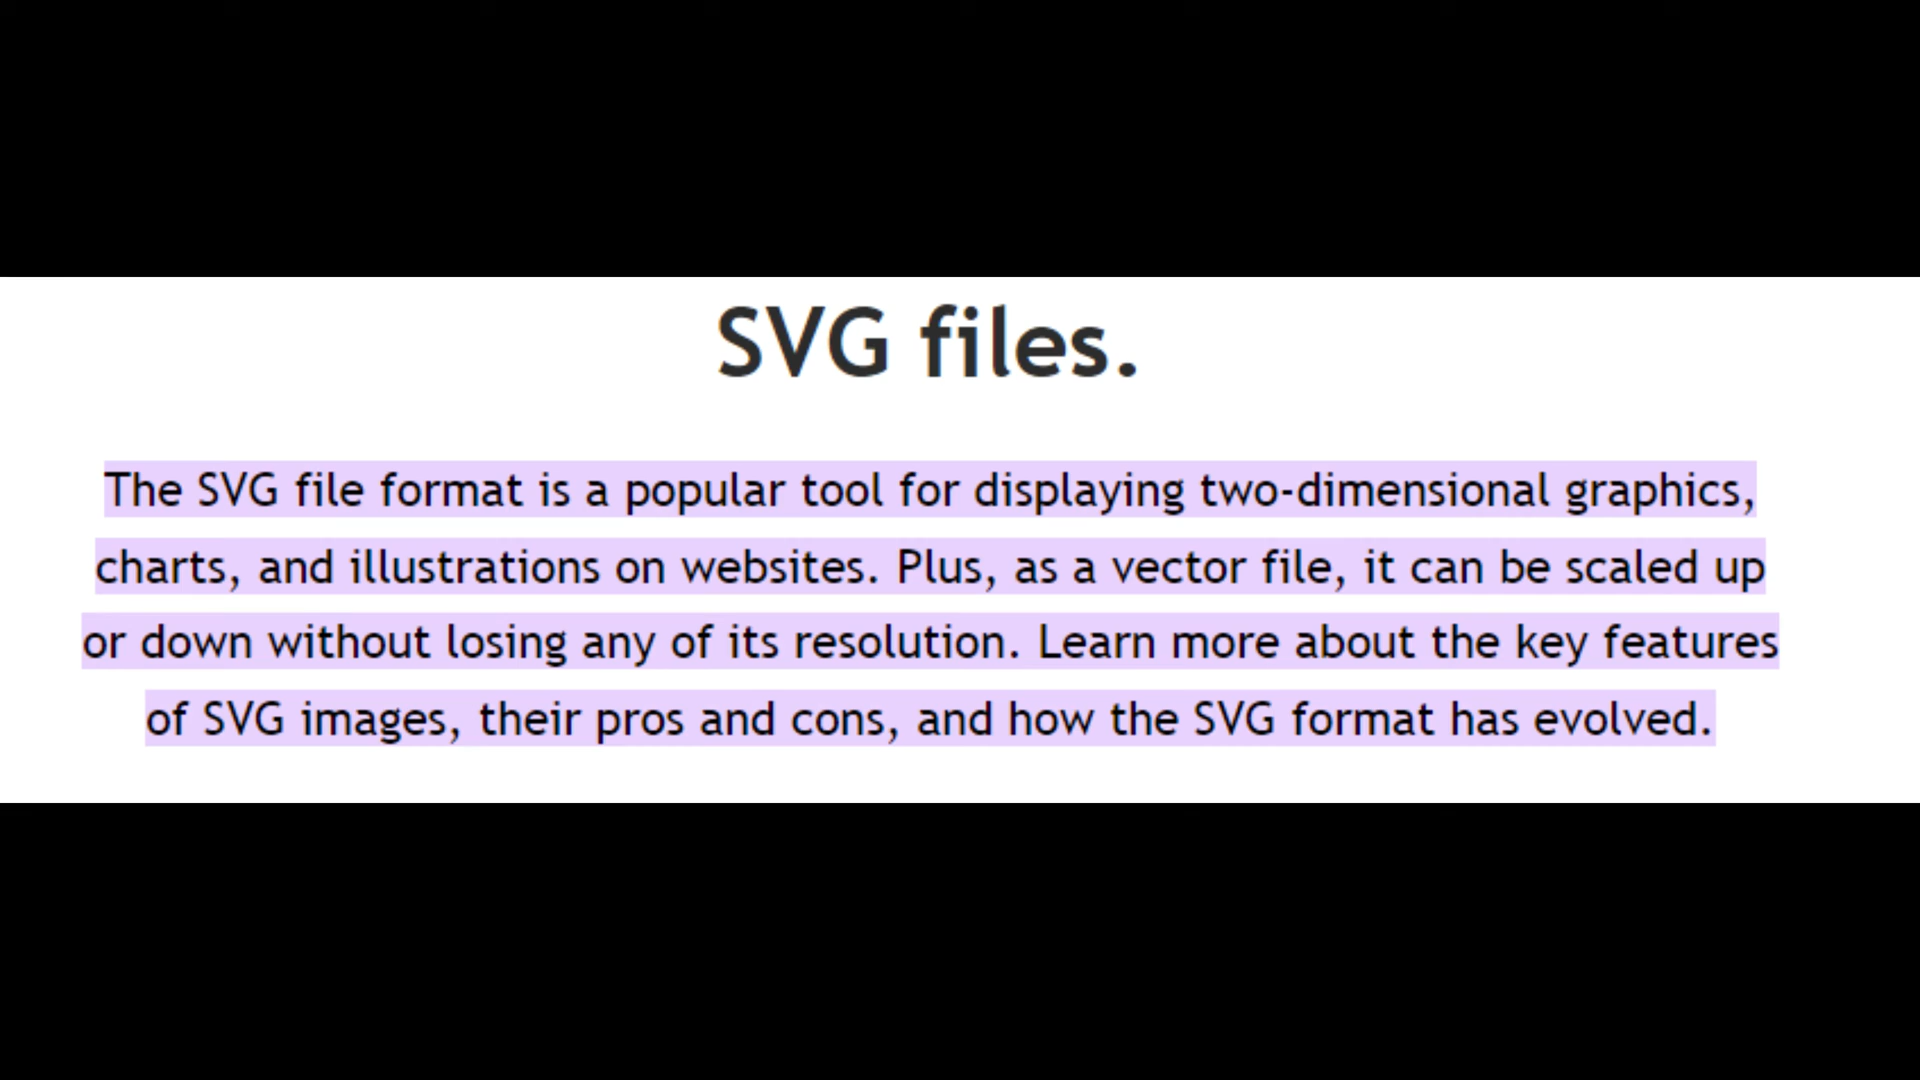 SVG files.
The SVG file format is a popular tool for displaying two-dimensional graphics,
charts, and illustrations on websites. Plus, as a vector file, it can be scaled up
or down without losing any of its resolution. Learn more about the key features
of SVG images, their pros and cons, and how the SVG format has evolved.